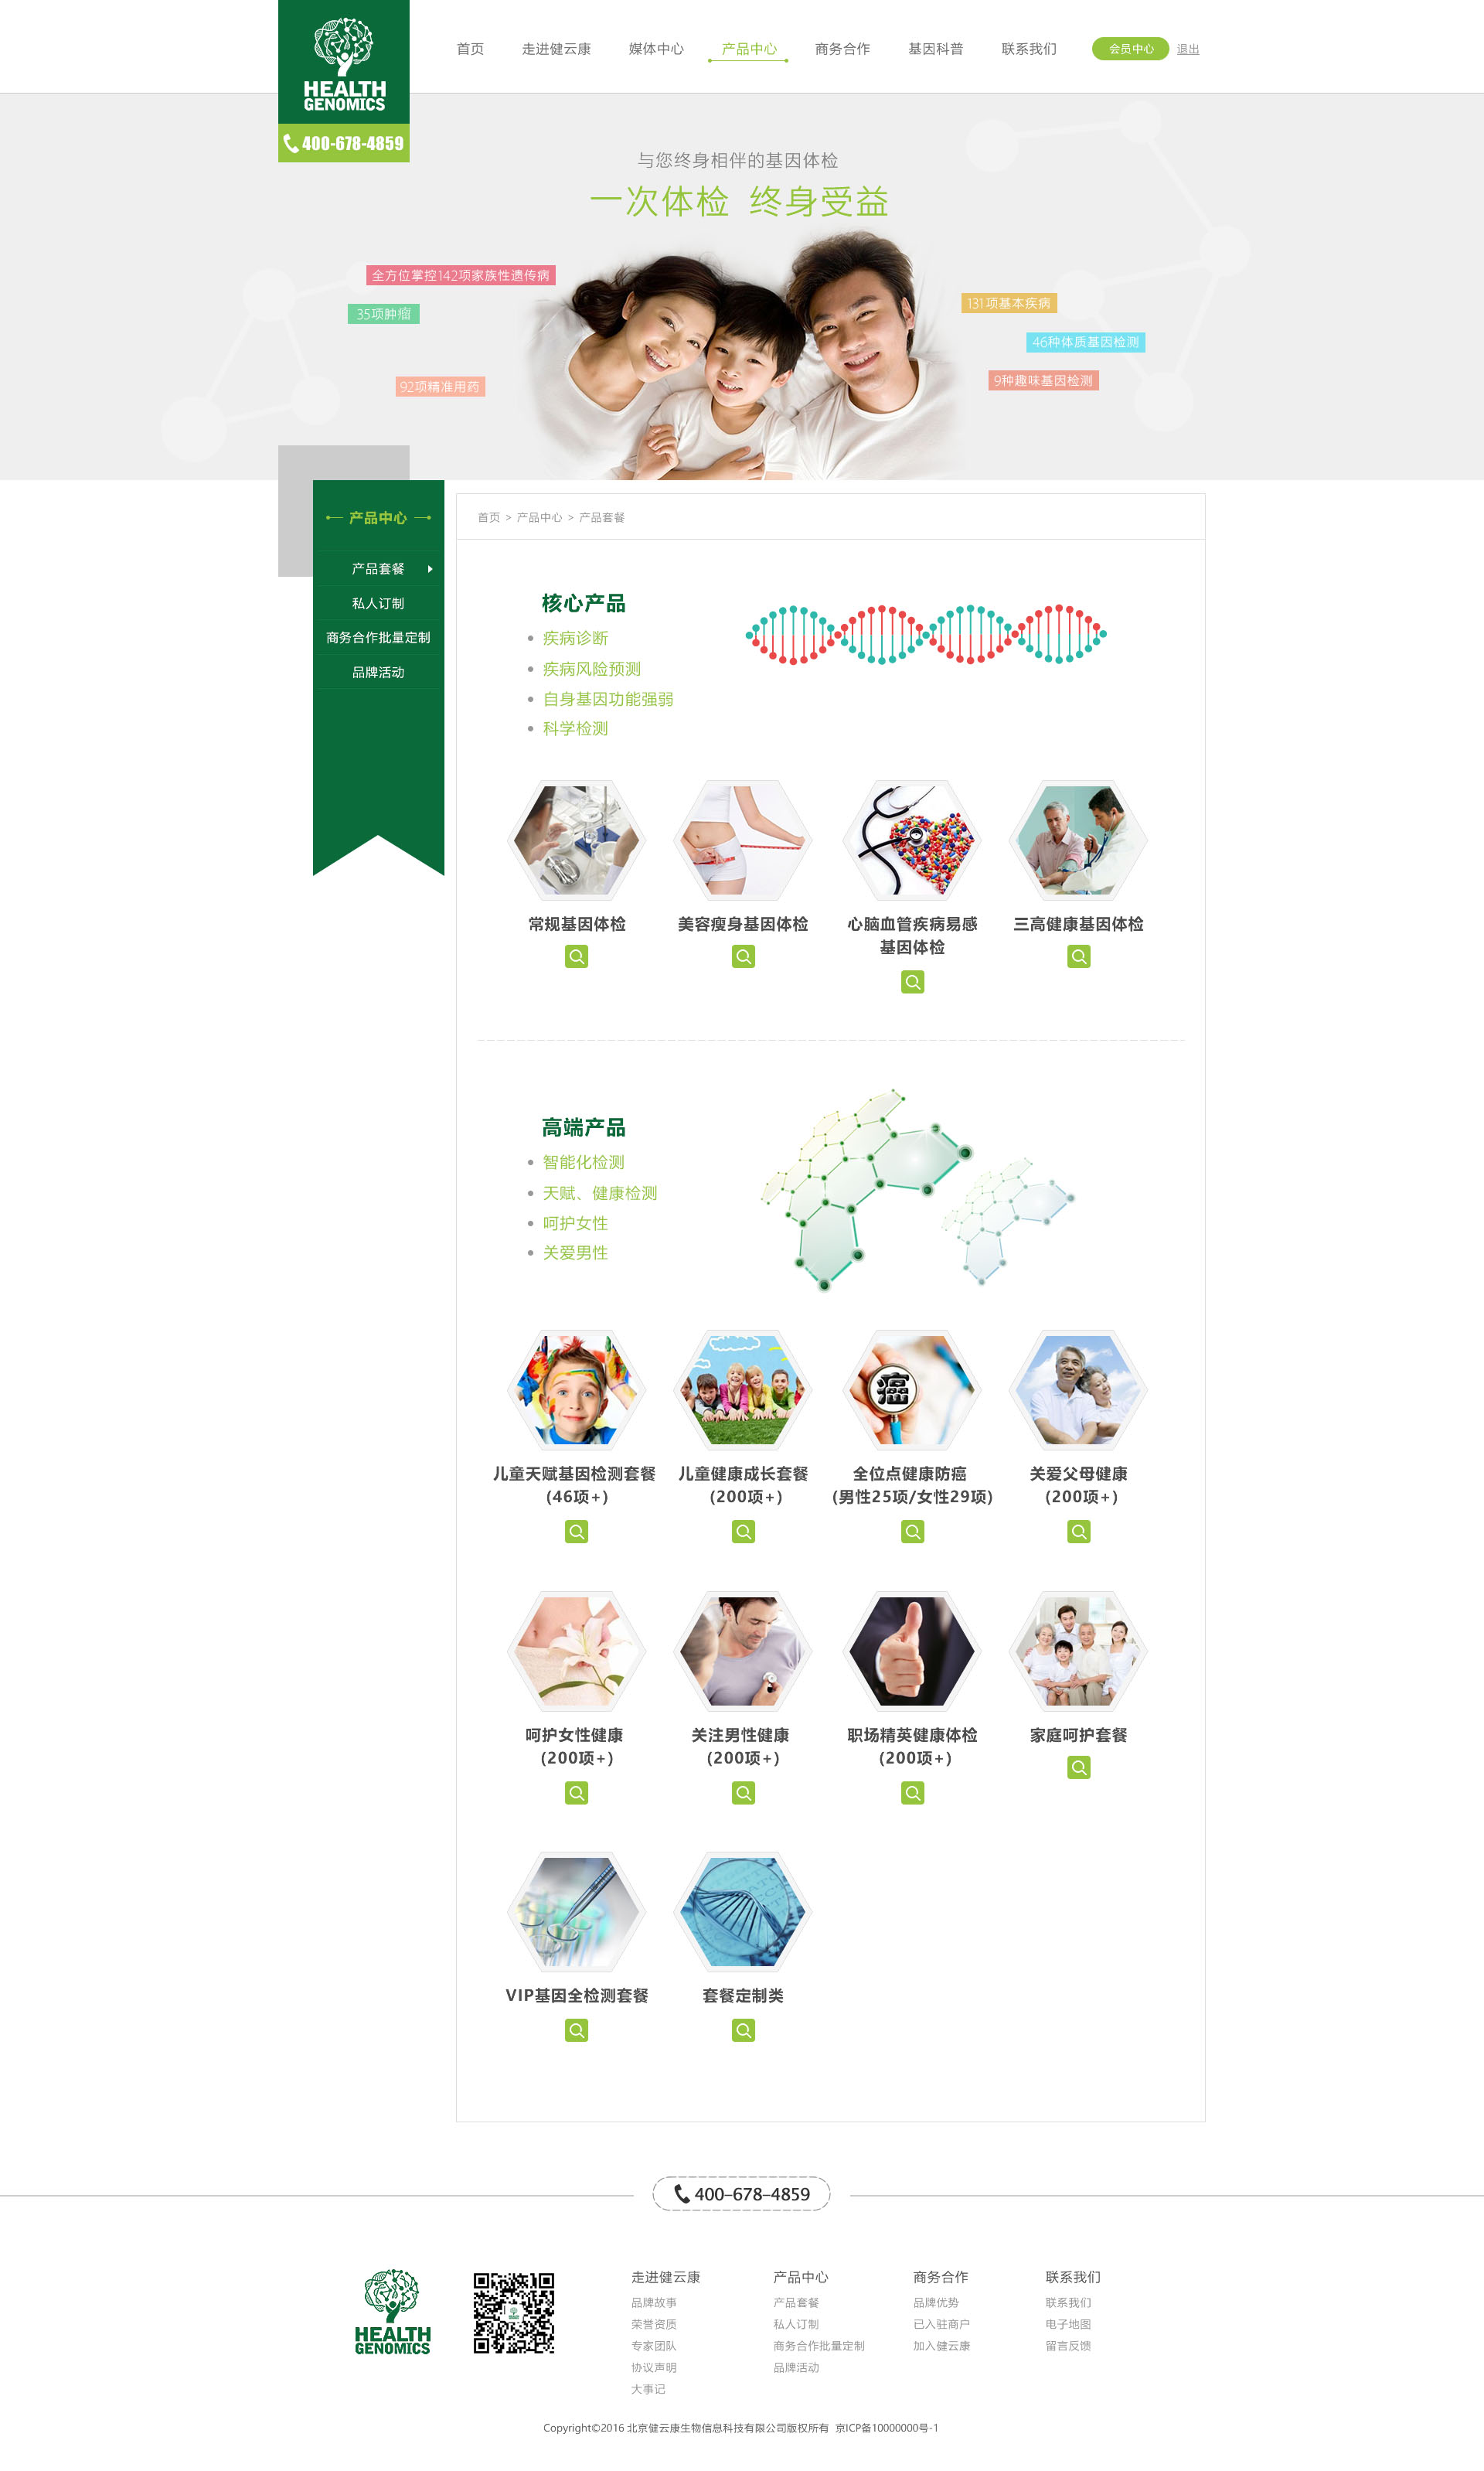 HEALTH
GENOMICS
400-678-4859
首页
走进健云康
媒体中心
产品中心
商务合作
基因科普
联系我们
会员中心
退出
与您终身相伴的基因体检
一次体检 终身受益
全方位掌控142项家族性遗传病
35项肿瘤
92项精准用药
131项基本疾病
46种体质基因检测
9种趣味基因检测
产品中心
产品套餐
私人订制
商务合作批量定制
品牌活动
首页 > 产品中心 > 产品套餐
核心产品
疾病诊断
疾病风险预测
自身基因功能强弱
科学检测
常规基因体检
美容瘦身基因体检
心脑血管疾病易感
基因体检
三高健康基因体检
高端产品
智能化检测
天赋、健康检测
呵护女性
关爱男性
癌
儿童天赋基因检测套餐
(46项+)
儿童健康成长套餐
(200项+)
全位点健康防癌
(男性25项/女性29项)
关爱父母健康
(200项+)
呵护女性健康
(200项+)
关注男性健康
(200项+)
职场精英健康体检
(200项+)
家庭呵护套餐
VIP基因全检测套餐
套餐定制类
400-678-4859
HEALTH
GENOMICS
走进健云康
品牌故事
荣誉资质
专家团队
协议声明
大事记
产品中心
产品套餐
私人订制
商务合作批量定制
品牌活动
商务合作
品牌优势
已入驻商户
加入健云康
联系我们
联系我们
电子地图
留言反馈
Copyright©2016 北京健云康生物信息科技有限公司版权所有 京ICP备10000000号-1